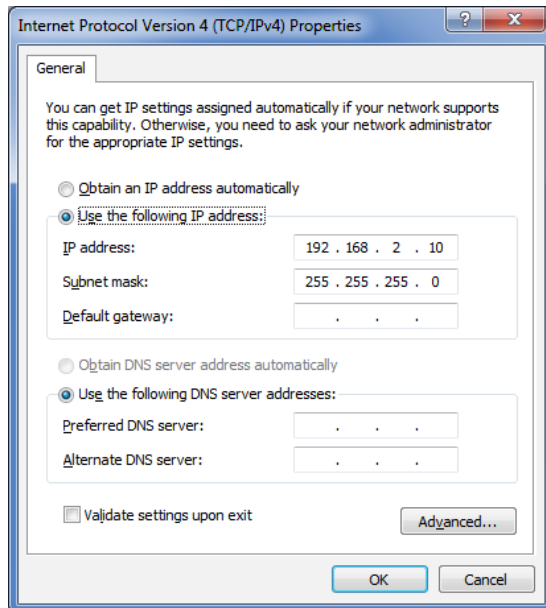 Internet Protocol Version 4 (TCP/IPv4) Properties
General
You can get IP settings assigned automatically if your network supports
this capability. Otherwise, you need to ask your network administrator
for the appropriate IP settings.
Obtain an IP address automatically
Use the following IP address:
IP address: 192 . 168 . 2 . 10
Subnet mask: 255 . 255 . 255 . 0
Default gateway: . . .
Obtain DNS server address automatically
Use the following DNS server addresses:
Preferred DNS server: . . .
Alternate DNS server: . . .
Validate settings upon exit
Advanced...
OK Cancel